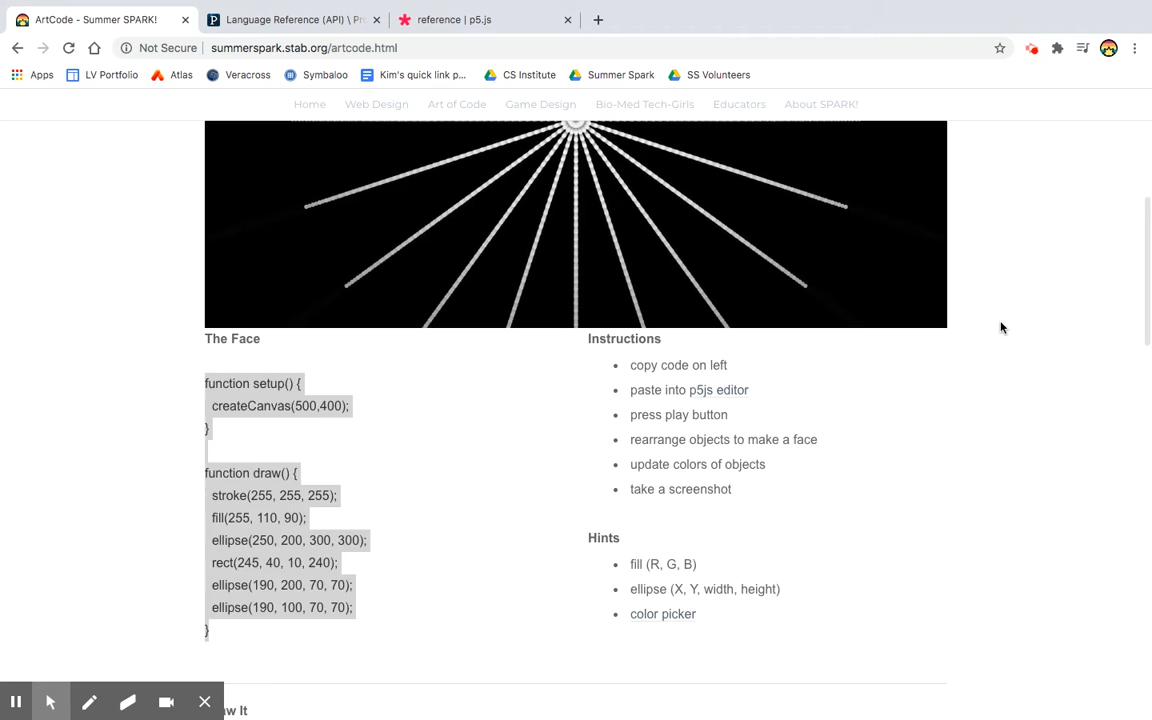 ArtCode - Summer SPARK!
Language Reference (API) \ Pr
reference | p5.js
Not Secure
summerspark.stab.org/artcode.html
Apps
LV Portfolio
Atlas
Veracross
Symbaloo
Kim's quick link p...
CS Institute
Summer Spark
SS Volunteers
Home
Web Design
Art of Code
Game Design
Bio-Med Tech-Girls
Educators
About SPARK!
The Face
function setup() {
createCanvas(500,400);
}
function draw() {
stroke(255, 255, 255);
fill(255, 110, 90);
ellipse(250, 200, 300, 300);
rect(245, 40, 10, 240);
ellipse(190, 200, 70, 70);
ellipse(190, 100, 70, 70);
}
Instructions
• copy code on left
• paste into p5js editor
• press play button
• rearrange objects to make a face
• update colors of objects
• take a screenshot
Hints
• fill (R, G, B)
• ellipse (X, Y, width, height)
• color picker
aw It